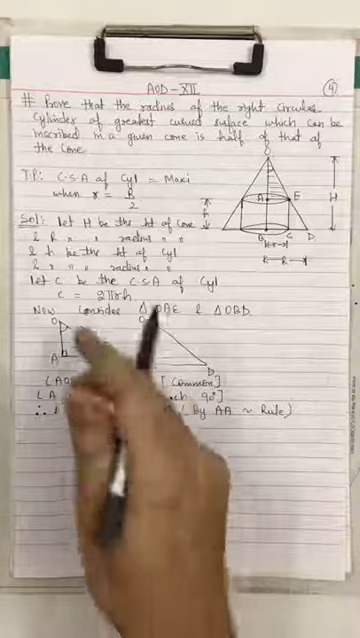 AOD - XII
4
# Prove that the radius of the right circular
cylinder of greatest curved surface which can be
inscribed in a given cone is half of that of
the cone.
T.P: C.S.A of Cyl = Maxi
when r = R/2
Sol: let H be the ht of Cone
& R " " radius " "
& h be the ht of Cyl
& r " " radius " "
let C be the C.S.A of Cyl
C = 2πrh.
Now Consider Δ OAE & Δ OBD
O
A
O
D
[Common]
∠A
90°]
∴
(By AA ~ Rule)
O
A
E
B
C
D
h
H
r
R